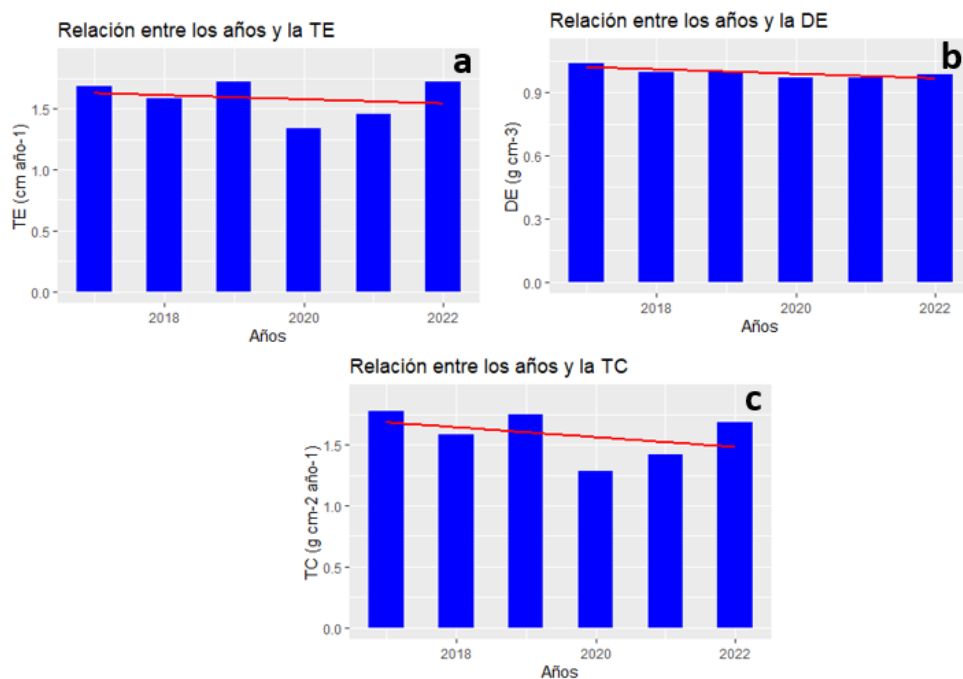 Relación entre los años y la TE
a
1.5
1.0
0.5
0.0
TE (cm año-1)
2018 2020 2022
Años
Relación entre los años y la DE
b
0.9
0.6
0.3
0.0
DE (g cm-3)
2018 2020 2022
Años
Relación entre los años y la TC
c
1.5
1.0
0.5
0.0
TC (g cm-2 año-1)
2018 2020 2022
Años